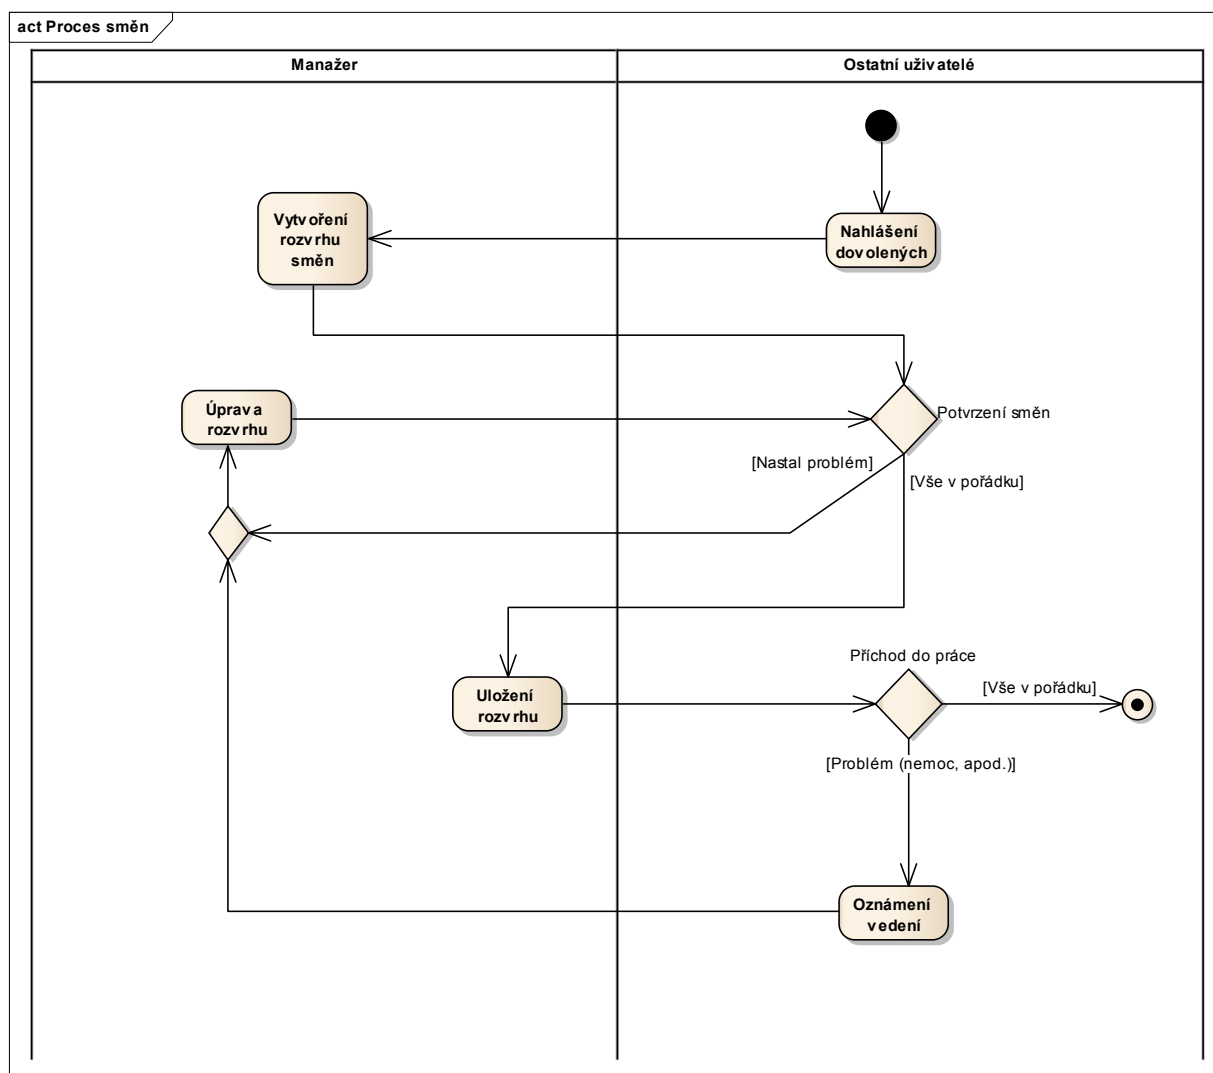 act Proces směn
Manažer
Ostatní uživatelé
Vytvoření
rozvrhu
směn
Nahlášení
dovolených
Úprava
rozvrhu
Potvrzení směn
[Nastal problém]
[Vše v pořádku]
Příchod do práce
Uložení
rozvrhu
[Vše v pořádku]
[Problém (nemoc, apod.)]
Oznámení
vedení